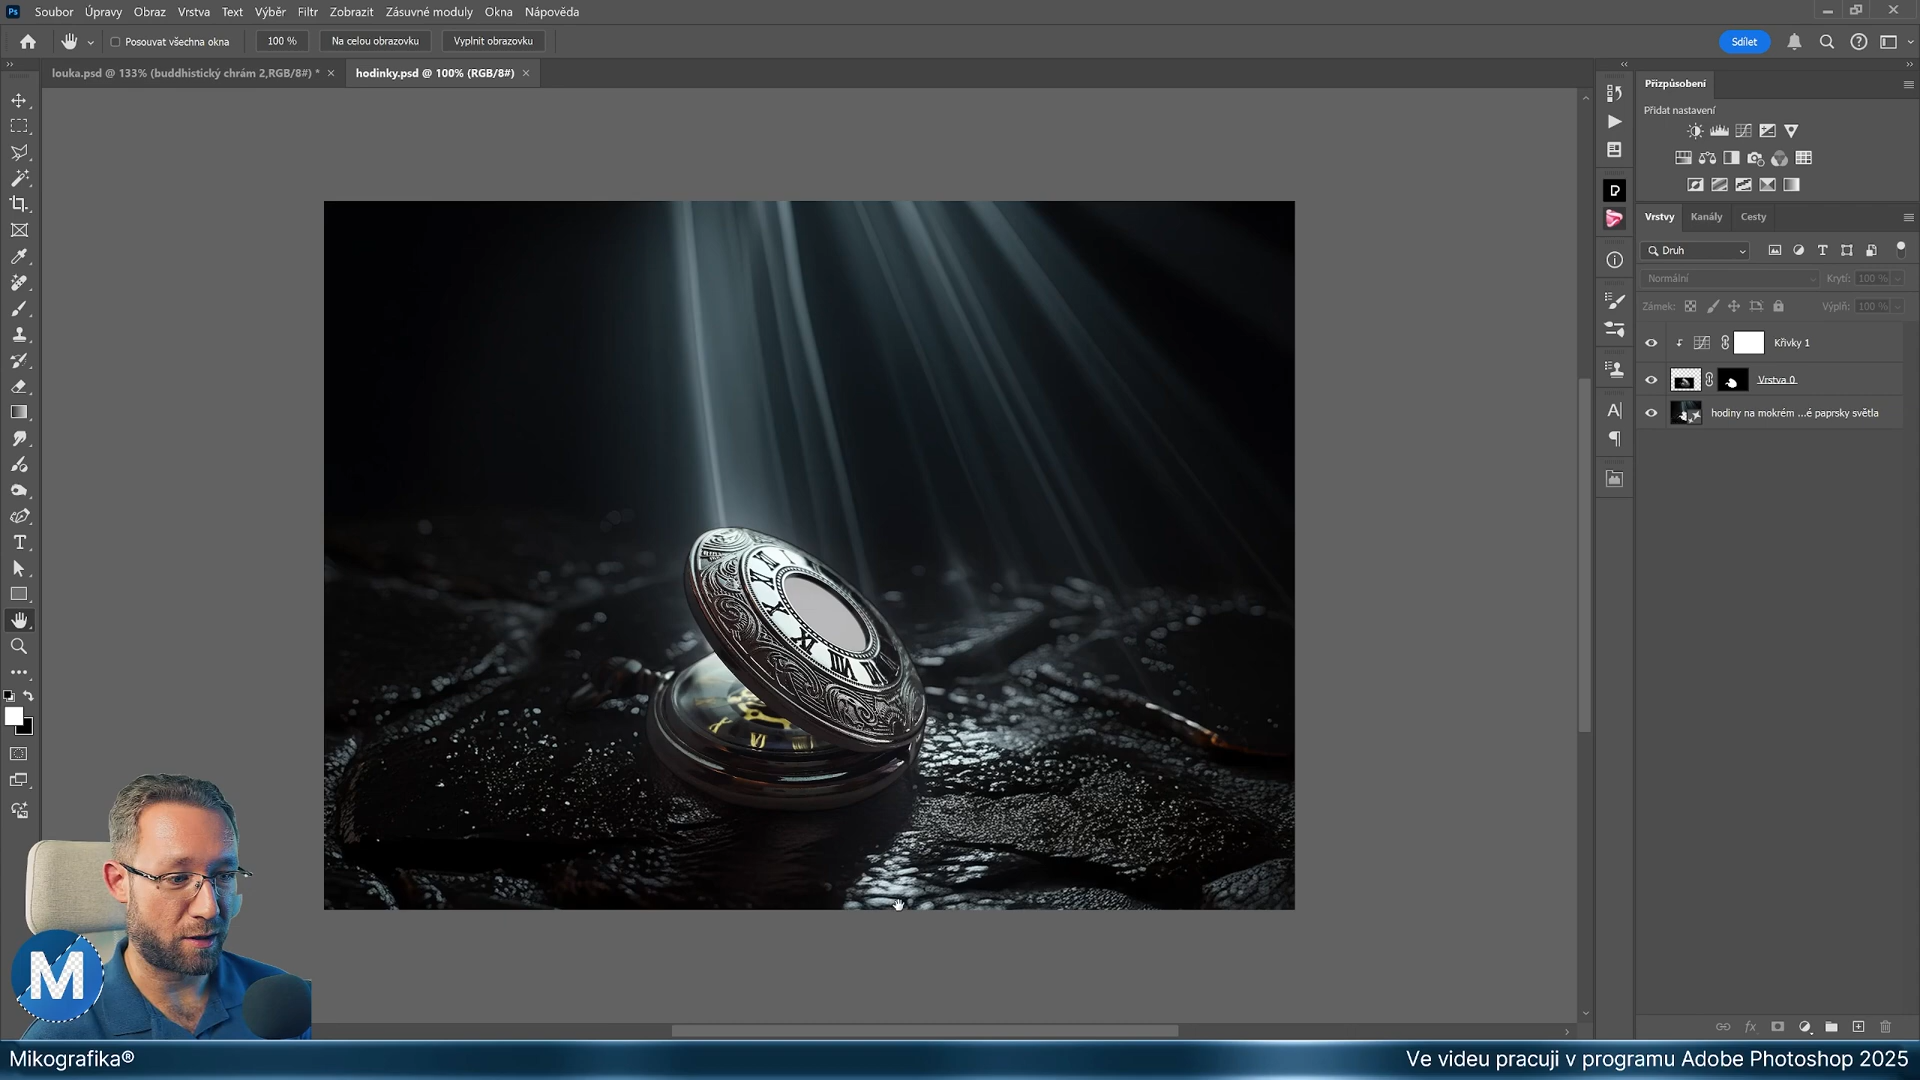 Ps Soubor Úpravy Obraz Vrstva Text Výběr Filtr Zobrazit Zásuvné moduly Okna Nápověda
Posouvat všechna okna 100 % Na celou obrazovku Vyplnit obrazovku Sdílet
louka.psd @ 133% (buddhistický chrám 2,RGB/8#) * × hodinky.psd @ 100% (RGB/8#) ×
Přizpůsobení
Přidat nastavení
Vrstvy Kanály Cesty
Druh
Normální Krytí: 100 %
Zámek: Výplň: 100 %
Křivky 1
Vrstva 0
hodiny na mokrém ...é paprsky světla
M
Mikografika®
Ve videu pracuji v programu Adobe Photoshop 2025